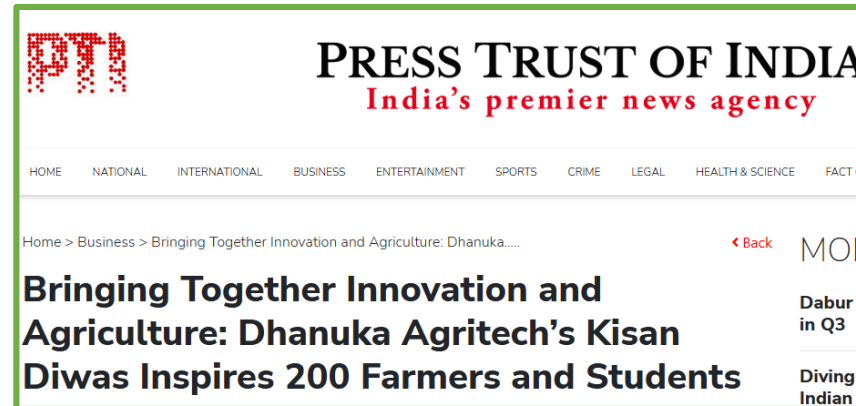 PTI
PRESS TRUST OF INDIA
India's premier news agency
HOME NATIONAL INTERNATIONAL BUSINESS ENTERTAINMENT SPORTS CRIME LEGAL HEALTH & SCIENCE FACT
Home > Business > Bringing Together Innovation and Agriculture: Dhanuka.....
Back
Bringing Together Innovation and
Agriculture: Dhanuka Agritech's Kisan
Diwas Inspires 200 Farmers and Students
Dabur
in Q3
Diving
Indian